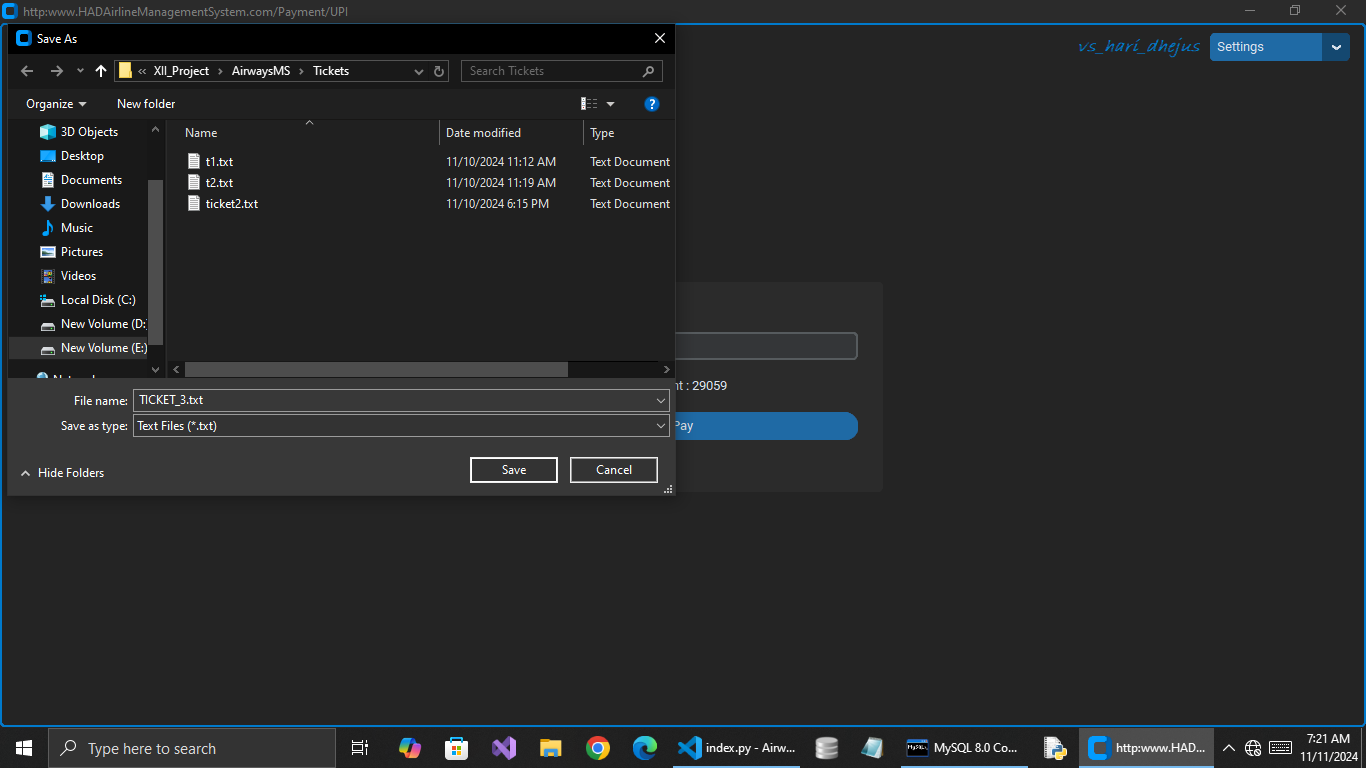 http:www.HADAirlineManagementSystem.com/Payment/UPI
Save As
vs_hari_dhejus
Settings
« XII_Project > AirwaysMS > Tickets
Search Tickets
Organize
New folder
?
3D Objects
Desktop
Documents
Downloads
Music
Pictures
Videos
Local Disk (C:)
New Volume (D:
New Volume (E:)
Name Date modified Type
t1.txt 11/10/2024 11:12 AM Text Document
t2.txt 11/10/2024 11:19 AM Text Document
ticket2.txt 11/10/2024 6:15 PM Text Document
nt : 29059
File name: TICKET_3.txt
Save as type: Text Files (*.txt)
Pay
Hide Folders
Save
Cancel
Type here to search
index.py - Airw...
MySQL 8.0 Co...
http:www.HAD...
7:21 AM
11/11/2024